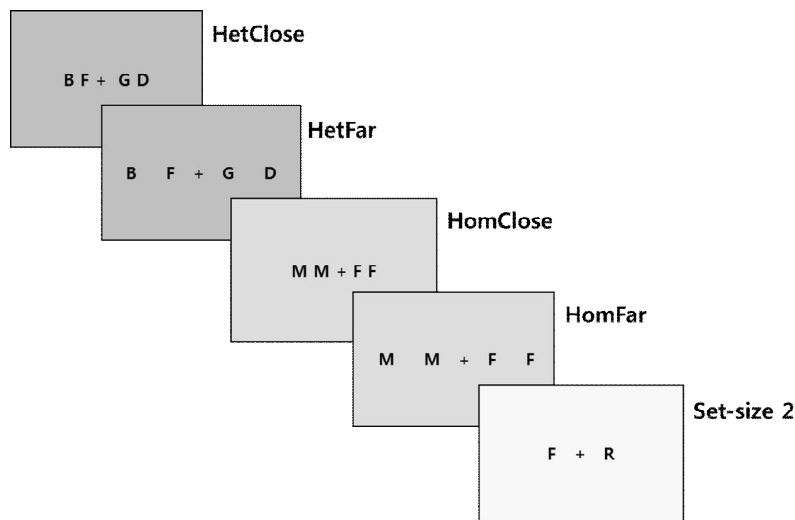 HetClose
B F + G D
HetFar
B F + G D
HomClose
M M + F F
HomFar
M M + F F
Set-size 2
F + R